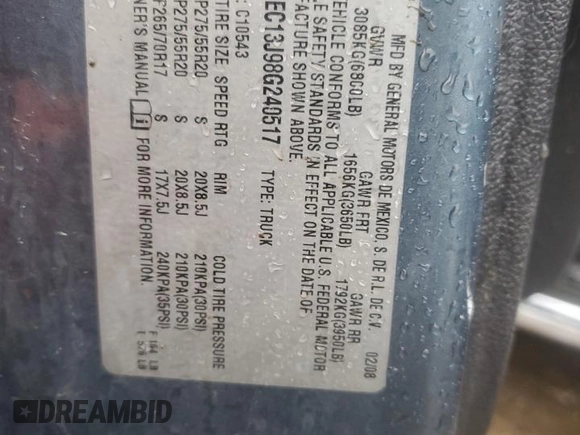 MFD BY GENERAL MOTORS DE MEXICO, S. DE R.L. DE C.V. 02/08
GVWR GAWR FRT GAWR RR
3085KG(6800LB) 1656KG(3650LB) 1792KG(3950LB)
VEHICLE CONFORMS TO ALL APPLICABLE U.S. FEDERAL MOTOR
LE SAFETY STANDARDS IN EFFECT ON THE DATE OF
FACTURE SHOWN ABOVE.
EC13J98G240517 TYPE: TRUCK
: C10543
TIRE SIZE SPEED RTG RIM COLD TIRE PRESSURE
P275/55R20 S 20X8.5J 210KPA(30PSI)
P275/55R20 S 20X8.5J 210KPA(30PSI)
F265/70R17 S 17X7.5J 240KPA(35PSI)
NER'S MANUAL i FOR MORE INFORMATION
DREAMBID